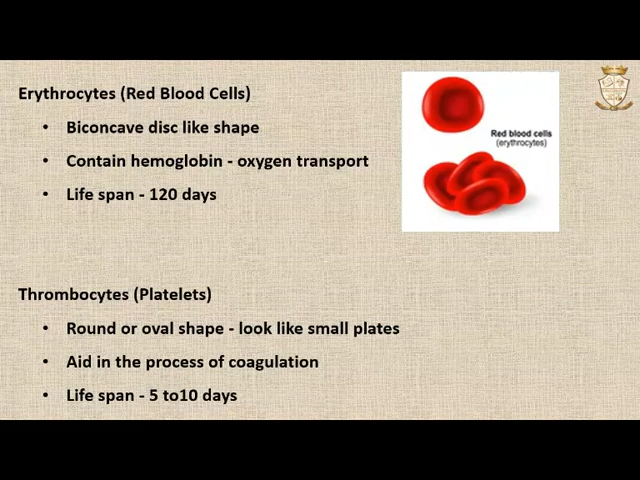 Erythrocytes (Red Blood Cells)
• Biconcave disc like shape
• Contain hemoglobin - oxygen transport
• Life span - 120 days
Red blood cells
(erythrocytes)
Thrombocytes (Platelets)
• Round or oval shape - look like small plates
• Aid in the process of coagulation
• Life span - 5 to10 days